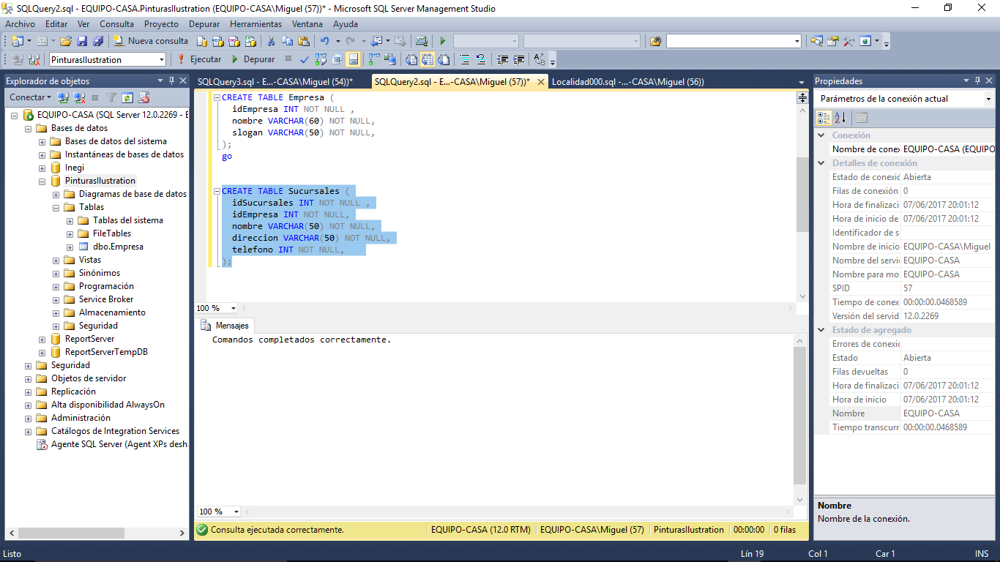 SQLQuery2.sql - EQUIPO-CASA.PinturasIlustration (EQUIPO-CASA\Miguel (57))* - Microsoft SQL Server Management Studio
Archivo Editar Ver Consulta Proyecto Depurar Herramientas Ventana Ayuda
Nueva consulta
PinturasIlustration Ejecutar Depurar
Explorador de objetos
Conectar
EQUIPO-CASA (SQL Server 12.0.2269 - E
Bases de datos
Bases de datos del sistema
Instantáneas de bases de datos
Inegi
PinturasIlustration
Diagramas de base de datos
Tablas
Tablas del sistema
FileTables
dbo.Empresa
Vistas
Sinónimos
Programación
Service Broker
Almacenamiento
Seguridad
ReportServer
ReportServerTempDB
Seguridad
Objetos de servidor
Replicación
Alta disponibilidad AlwaysOn
Administración
Catálogos de Integration Services
Agente SQL Server (Agent XPs desh
SQLQuery3.sql - E...-CASA\Miguel (54))* SQLQuery2.sql - E...-CASA\Miguel (57))* Localidad000.sql -...-CASA\Miguel (56))
CREATE TABLE Empresa (
idEmpresa INT NOT NULL ,
nombre VARCHAR(60) NOT NULL,
slogan VARCHAR(50) NOT NULL,
);
go
CREATE TABLE Sucursales (
idSucursales INT NOT NULL ,
idEmpresa INT NOT NULL,
nombre VARCHAR(50) NOT NULL,
direccion VARCHAR(50) NOT NULL,
telefono INT NOT NULL,
);
100 %
Mensajes
Comandos completados correctamente.
100 %
Consulta ejecutada correctamente. EQUIPO-CASA (12.0 RTM) EQUIPO-CASA\Miguel (57) PinturasIlustration 00:00:00 0 filas
Propiedades
Parámetros de la conexión actual
Conexión
Nombre de conex EQUIPO-CASA (EQUIPO
Detalles de conexión
Estado de conexió Abierta
Filas de conexión 0
Hora de finalizaci 07/06/2017 20:01:12
Hora de inicio de 07/06/2017 20:01:12
Identificador de s
Nombre de inicio EQUIPO-CASA\Miguel
Nombre del servi EQUIPO-CASA
Nombre para mo EQUIPO-CASA
SPID 57
Tiempo de conex 00:00:00.0468589
Versión del servid 12.0.2269
Estado de agregado
Errores de conexió
Estado Abierta
Filas devueltas 0
Hora de finalizaci 07/06/2017 20:01:12
Hora de inicio 07/06/2017 20:01:12
Nombre EQUIPO-CASA
Tiempo transcurr 00:00:00.0468589
Nombre
Nombre de la conexión.
Listo Lín 19 Col 1 Car 1 INS